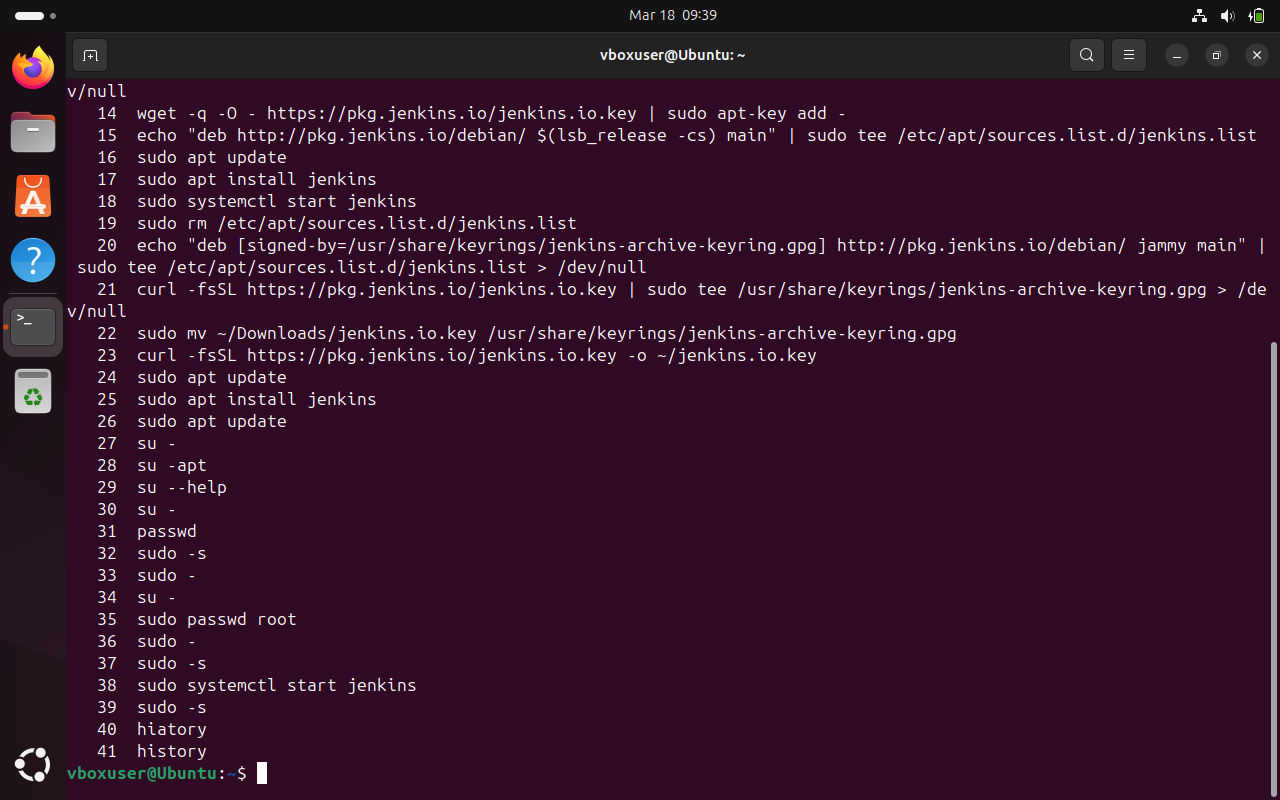 Mar 18 09:39
vboxuser@Ubuntu: ~
v/null
14 wget -q -O - https://pkg.jenkins.io/jenkins.io.key | sudo apt-key add -
15 echo "deb http://pkg.jenkins.io/debian/ $(lsb_release -cs) main" | sudo tee /etc/apt/sources.list.d/jenkins.list
16 sudo apt update
17 sudo apt install jenkins
18 sudo systemctl start jenkins
19 sudo rm /etc/apt/sources.list.d/jenkins.list
20 echo "deb [signed-by=/usr/share/keyrings/jenkins-archive-keyring.gpg] http://pkg.jenkins.io/debian/ jammy main" |
sudo tee /etc/apt/sources.list.d/jenkins.list > /dev/null
21 curl -fsSL https://pkg.jenkins.io/jenkins.io.key | sudo tee /usr/share/keyrings/jenkins-archive-keyring.gpg > /de
v/null
22 sudo mv ~/Downloads/jenkins.io.key /usr/share/keyrings/jenkins-archive-keyring.gpg
23 curl -fsSL https://pkg.jenkins.io/jenkins.io.key -o ~/jenkins.io.key
24 sudo apt update
25 sudo apt install jenkins
26 sudo apt update
27 su -
28 su -apt
29 su --help
30 su -
31 passwd
32 sudo -s
33 sudo -
34 su -
35 sudo passwd root
36 sudo -
37 sudo -s
38 sudo systemctl start jenkins
39 sudo -s
40 hiatory
41 history
vboxuser@Ubuntu:~$